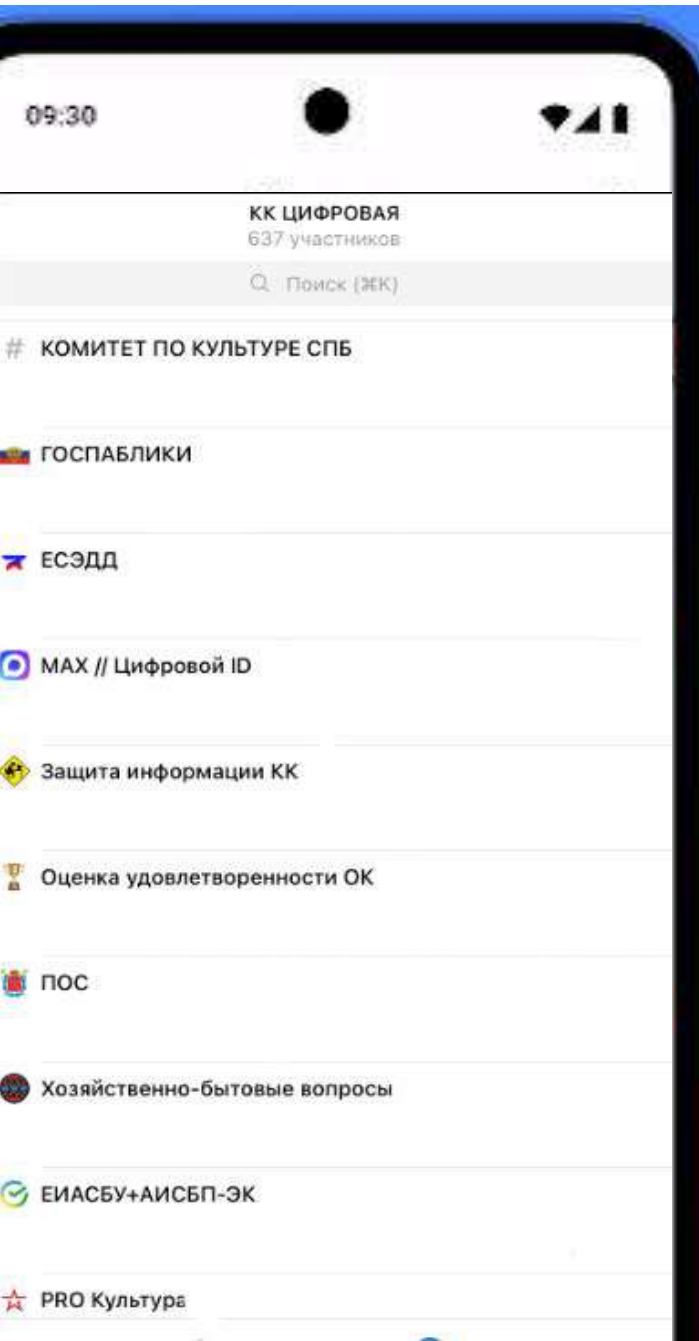 09:30
КК ЦИФРОВАЯ
637 участников
Поиск (⌘K)
# КОМИТЕТ ПО КУЛЬТУРЕ СПБ
ГОСПАБЛИКИ
ЕСЭДД
MAX // Цифровой ID
Защита информации КК
Оценка удовлетворенности ОК
ПОС
Хозяйственно-бытовые вопросы
ЕИАСБУ+АИСБП-ЭК
PRO Культура